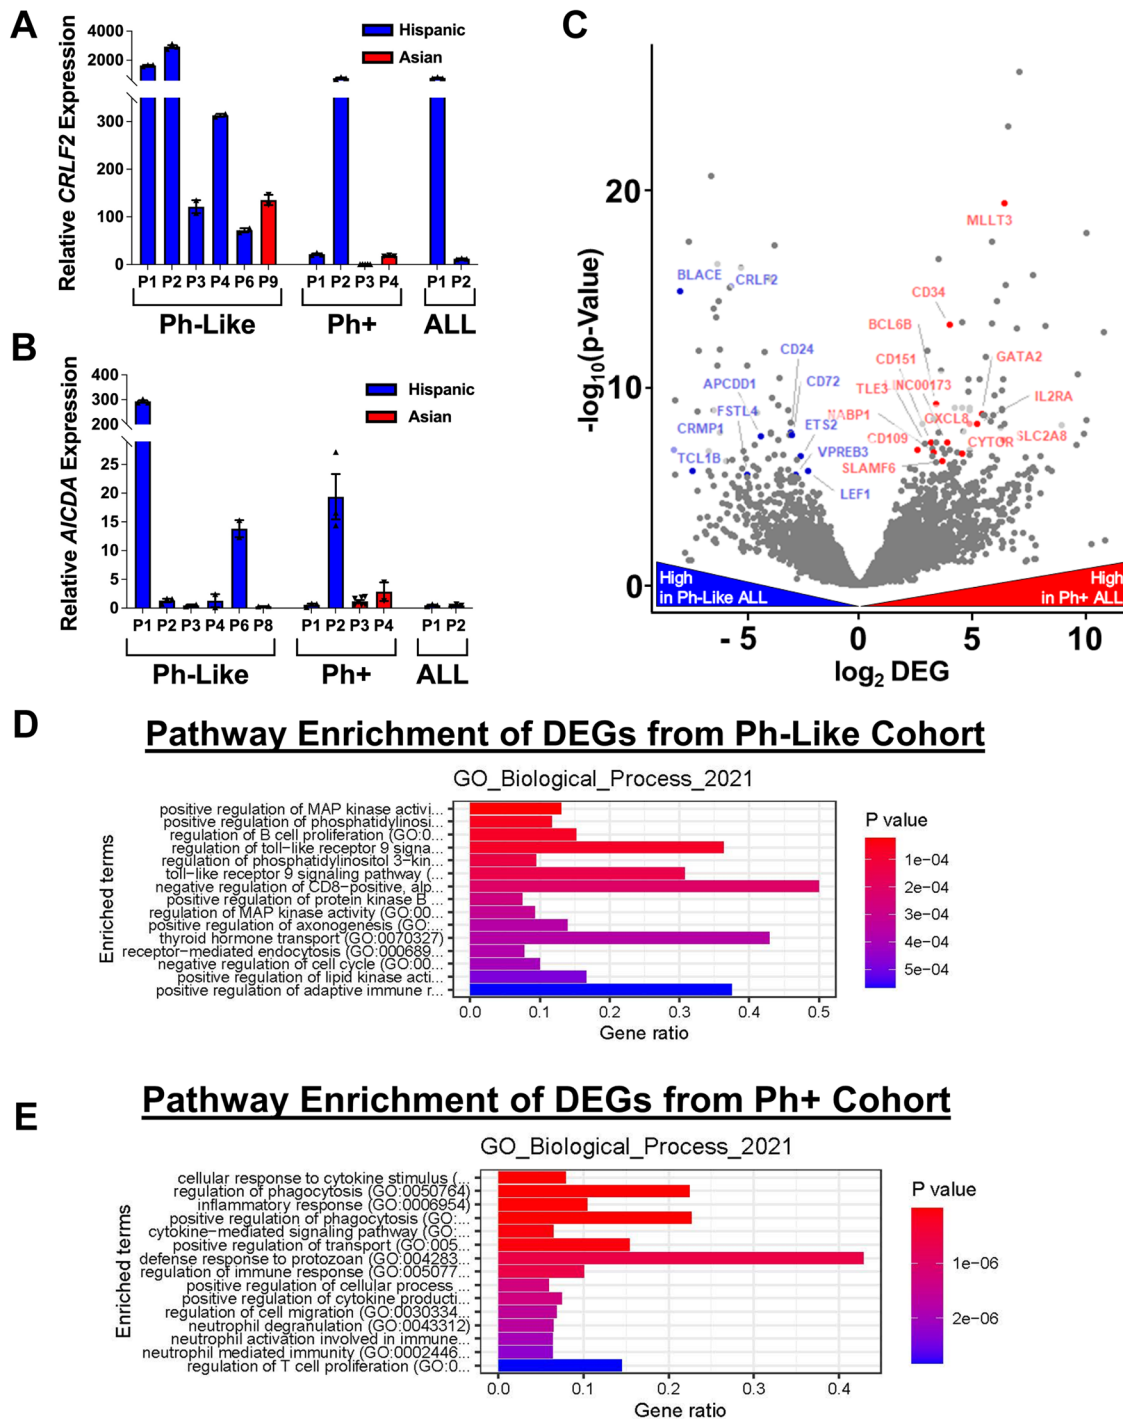 A
Relative CRLF2 Expression
4000
2000
300
200
100
0
Hispanic
Asian
P1 P2 P3 P4 P6 P9
P1 P2 P3 P4
P1 P2
Ph-Like
Ph+
ALL
B
Relative AICDA Expression
400
300
200
25
20
15
10
5
0
Hispanic
Asian
P1 P2 P3 P4 P6 P8
P1 P2 P3 P4
P1 P2
Ph-Like
Ph+
ALL
C
-log10(p-Value)
20
10
0
MLLT3
BLACE
CRLF2
CD34
BCL6B
CD24
CD151
GATA2
APCDD1
CD72
TLE3
NC00173
IL2RA
FSTL4
ETS2
NABP1
CXCL8
CRMP1
CD109
CYTOR
SLC2A8
TCL1B
VPREB3
SLAMF6
LEF1
High
in Ph-Like ALL
High
in Ph+ ALL
- 5
0
5
10
log2 DEG
D
Pathway Enrichment of DEGs from Ph-Like Cohort
GO_Biological_Process_2021
Enriched terms
positive regulation of MAP kinase activi...
positive regulation of phosphatidylinosi...
regulation of B cell proliferation (GO:0...
regulation of toll-like receptor 9 signa...
regulation of phosphatidylinositol 3-kin...
toll-like receptor 9 signaling pathway (...
negative regulation of CD8-positive, alp...
positive regulation of protein kinase B ...
regulation of MAP kinase activity (GO:00...
positive regulation of axonogenesis (GO:...
thyroid hormone transport (GO:0070327)
receptor-mediated endocytosis (GO:000689...
negative regulation of cell cycle (GO:00...
positive regulation of lipid kinase acti...
positive regulation of adaptive immune r...
0.0 0.1 0.2 0.3 0.4 0.5
Gene ratio
P value
1e-04
2e-04
3e-04
4e-04
5e-04
E
Pathway Enrichment of DEGs from Ph+ Cohort
GO_Biological_Process_2021
Enriched terms
cellular response to cytokine stimulus (...
regulation of phagocytosis (GO:0050764)
inflammatory response (GO:0006954)
positive regulation of phagocytosis (GO:...
cytokine-mediated signaling pathway (GO:...
positive regulation of transport (GO:005...
defense response to protozoan (GO:004283...
regulation of immune response (GO:005077...
positive regulation of cellular process ...
positive regulation of cytokine producti...
regulation of cell migration (GO:0030334...
neutrophil degranulation (GO:0043312)
neutrophil activation involved in immune...
neutrophil mediated immunity (GO:0002446...
regulation of T cell proliferation (GO:0...
0.0 0.1 0.2 0.3 0.4
Gene ratio
P value
1e-06
2e-06